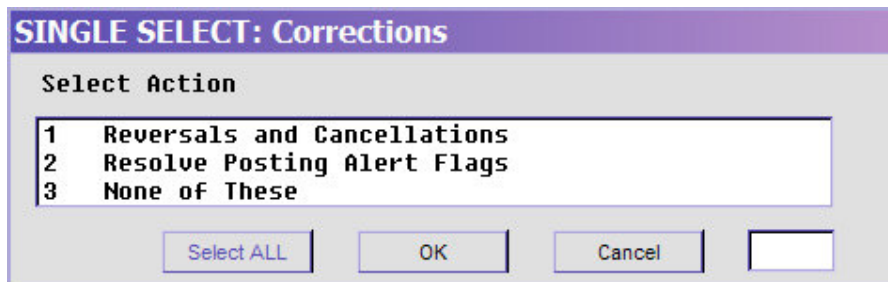 SINGLE SELECT: Corrections
Select Action
1 Reversals and Cancellations
2 Resolve Posting Alert Flags
3 None of These
Select ALL OK Cancel